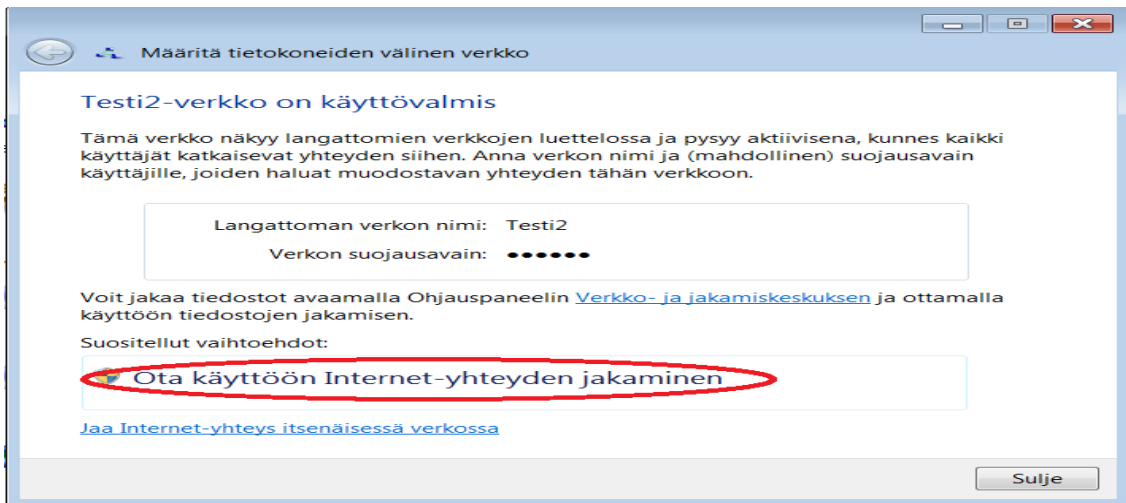 Määritä tietokoneiden välinen verkko
Testi2-verkko on käyttövalmis
Tämä verkko näkyy langattomien verkkojen luettelossa ja pysyy aktiivisena, kunnes kaikki
käyttäjät katkaisevat yhteyden siihen. Anna verkon nimi ja (mahdollinen) suojausavain
käyttäjille, joiden haluat muodostavan yhteyden tähän verkkoon.
Langattoman verkon nimi: Testi2
Verkon suojausavain: ●●●●●●
Voit jakaa tiedostot avaamalla Ohjauspaneelin Verkko- ja jakamiskeskuksen ja ottamalla
käyttöön tiedostojen jakamisen.
Suositellut vaihtoehdot:
Ota käyttöön Internet-yhteyden jakaminen
Jaa Internet-yhteys itsenäisessä verkossa
Sulje